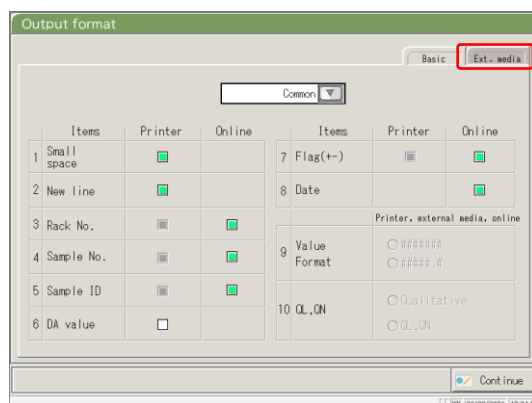 Output format
Basic
Ext. media
Common
Items Printer Online
1 Small space
2 New line
3 Rack No.
4 Sample No.
5 Sample ID
6 DA value
Items Printer Online
7 Flag(+-)
8 Date
Printer, external media, online
9 Value Format
#######
#####.#
10 QL,QN
Qualitative
QL,QN
Continue